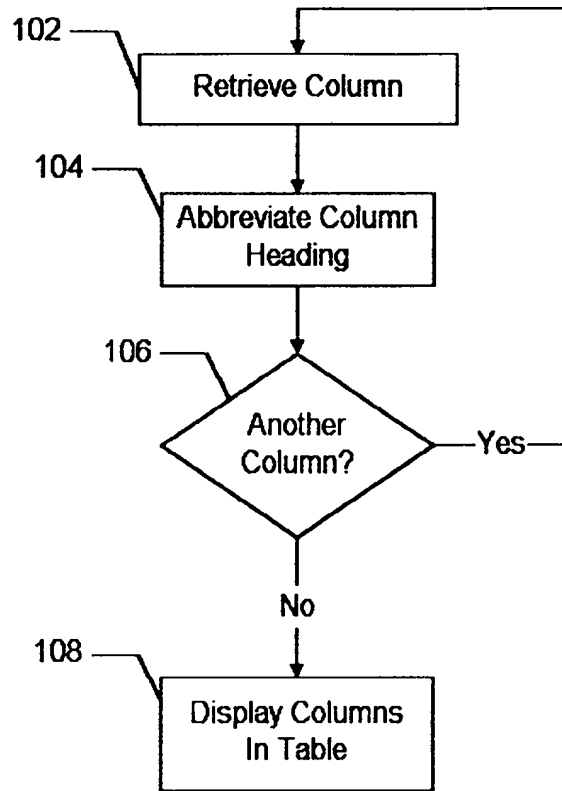 102
Retrieve Column
104
Abbreviate Column
Heading
106
Another
Column?
Yes
No
108
Display Columns
In Table